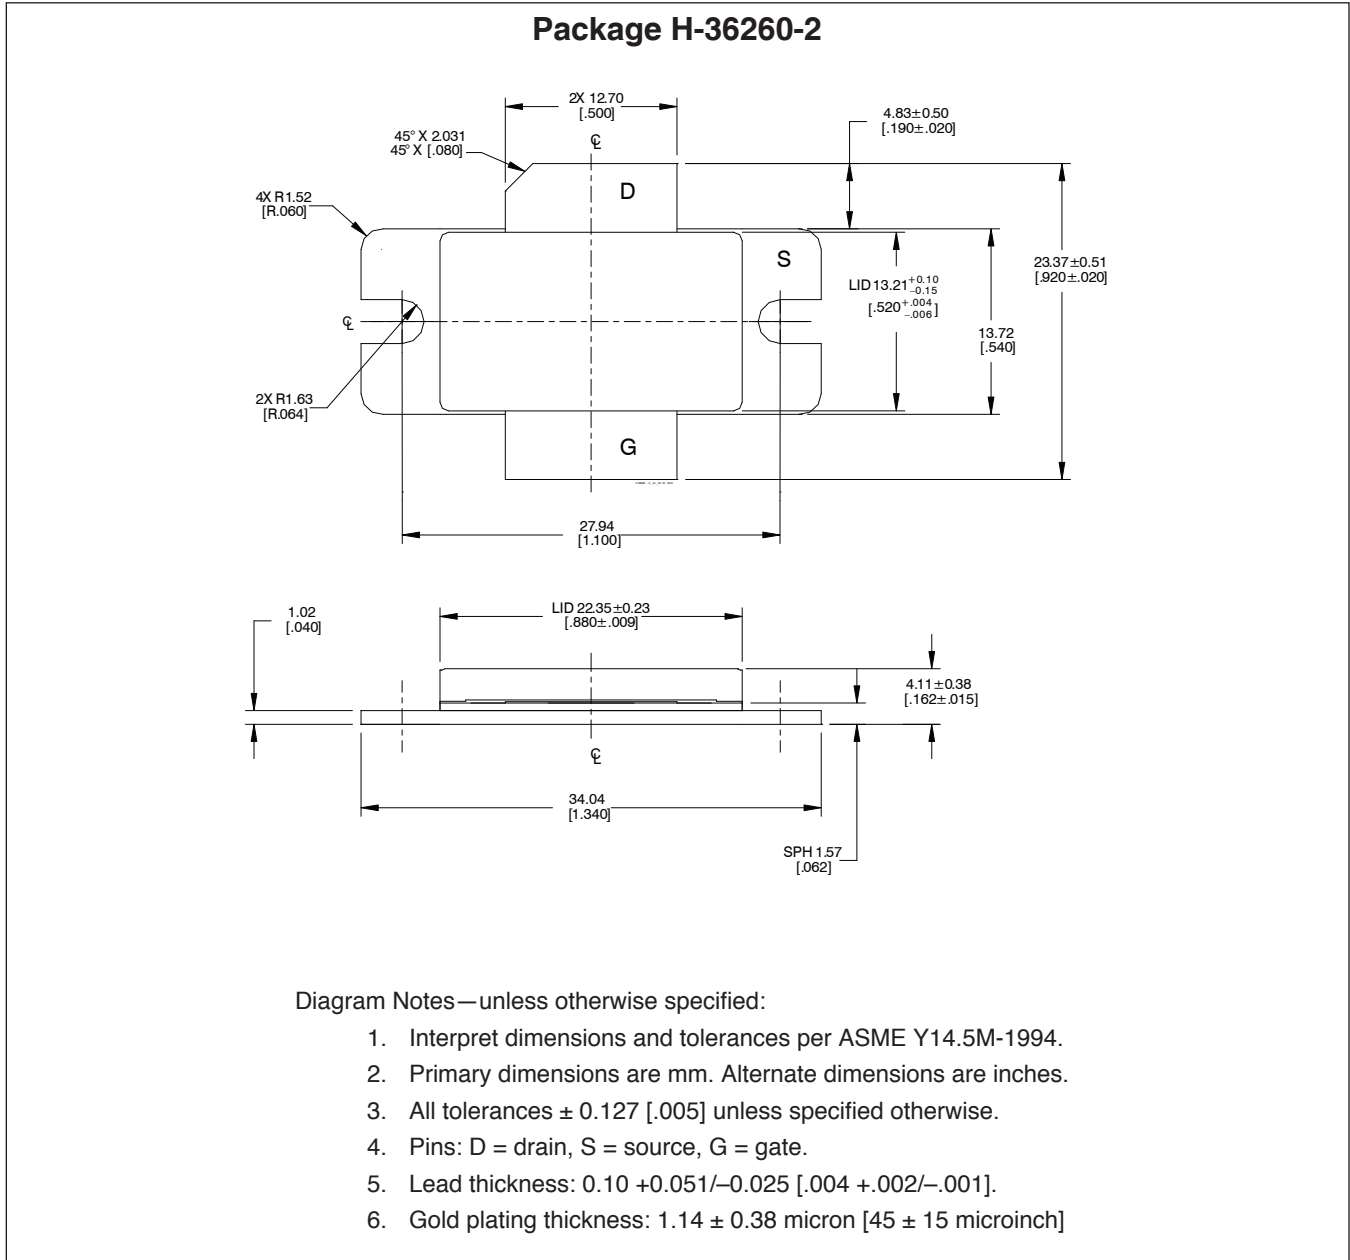 Package H-36260-2
2X 12.70
[.500]
4.83±0.50
[.190±.020]
45° X 2.031
45° X [.080]
℄
D
4X R1.52
[R.060]
S
LID 13.21 +0.10 –0.15
[.520 +.004 –.006]
23.37±0.51
[.920±.020]
℄
13.72
[.540]
2X R1.63
[R.064]
G
27.94
[1.100]
LID 22.35±0.23
[.880±.009]
1.02
[.040]
4.11±0.38
[.162±.015]
℄
34.04
[1.340]
SPH 1.57
[.062]
Diagram Notes—unless otherwise specified:
1. Interpret dimensions and tolerances per ASME Y14.5M-1994.
2. Primary dimensions are mm. Alternate dimensions are inches.
3. All tolerances ± 0.127 [.005] unless specified otherwise.
4. Pins: D = drain, S = source, G = gate.
5. Lead thickness: 0.10 +0.051/–0.025 [.004 +.002/–.001].
6. Gold plating thickness: 1.14 ± 0.38 micron [45 ± 15 microinch]